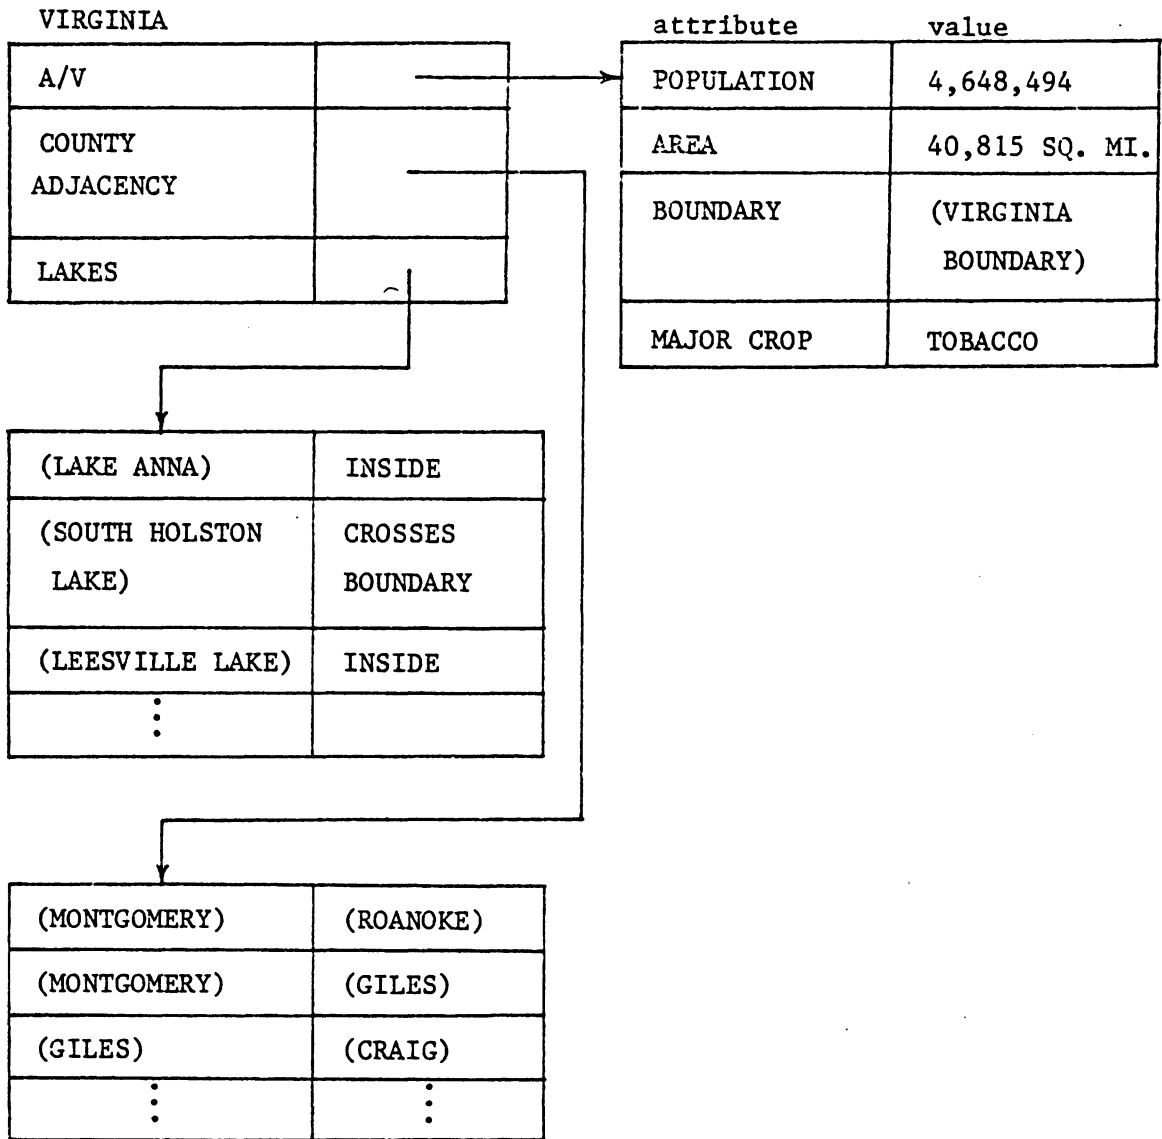 VIRGINIA
A/V
COUNTY
ADJACENCY
LAKES
attribute value
POPULATION 4,648,494
AREA 40,815 SQ. MI.
BOUNDARY (VIRGINIA
BOUNDARY)
MAJOR CROP TOBACCO
(LAKE ANNA) INSIDE
(SOUTH HOLSTON CROSSES
LAKE) BOUNDARY
(LEESVILLE LAKE) INSIDE
(MONTGOMERY) (ROANOKE)
(MONTGOMERY) (GILES)
(GILES) (CRAIG)